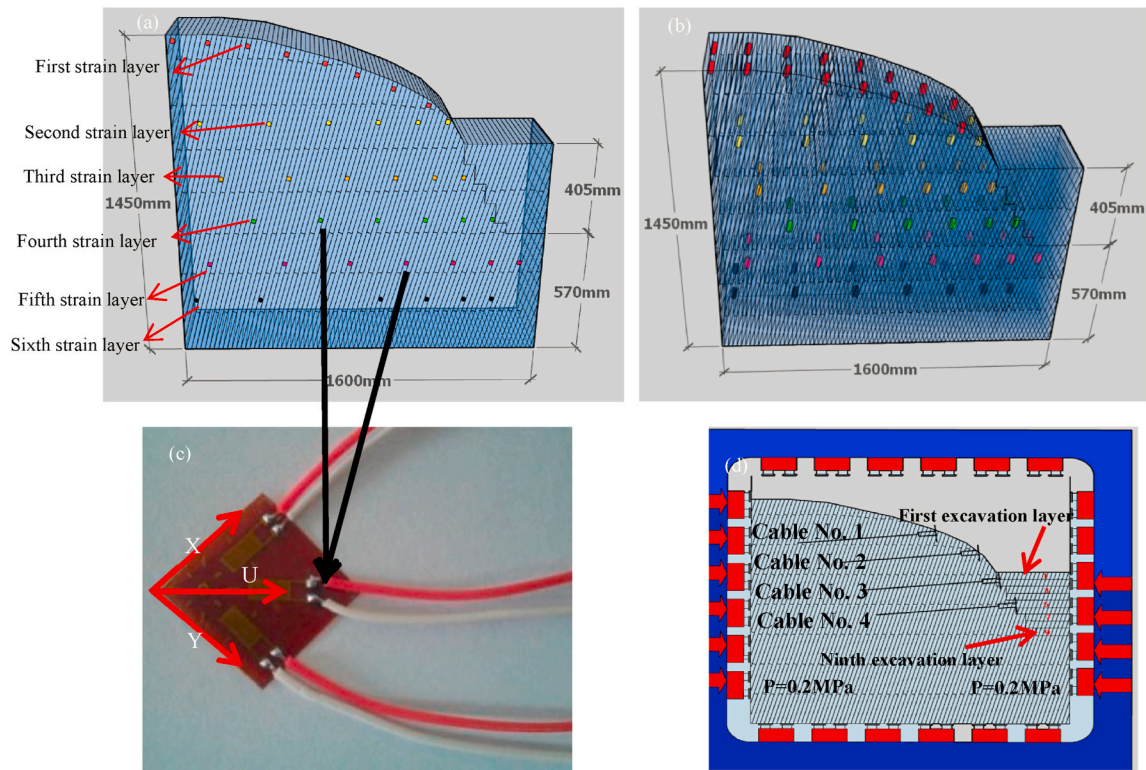 (a)
First strain layer
Second strain layer
Third strain layer
1450mm
Fourth strain layer
Fifth strain layer
Sixth strain layer
405mm
570mm
1600mm
(b)
1450mm
405mm
570mm
1600mm
(c)
X
U
Y
(d)
First excavation layer
Cable No. 1
Cable No. 2
Cable No. 3
Cable No. 4
Ninth excavation layer
P=0.2MPa
P=0.2MPa